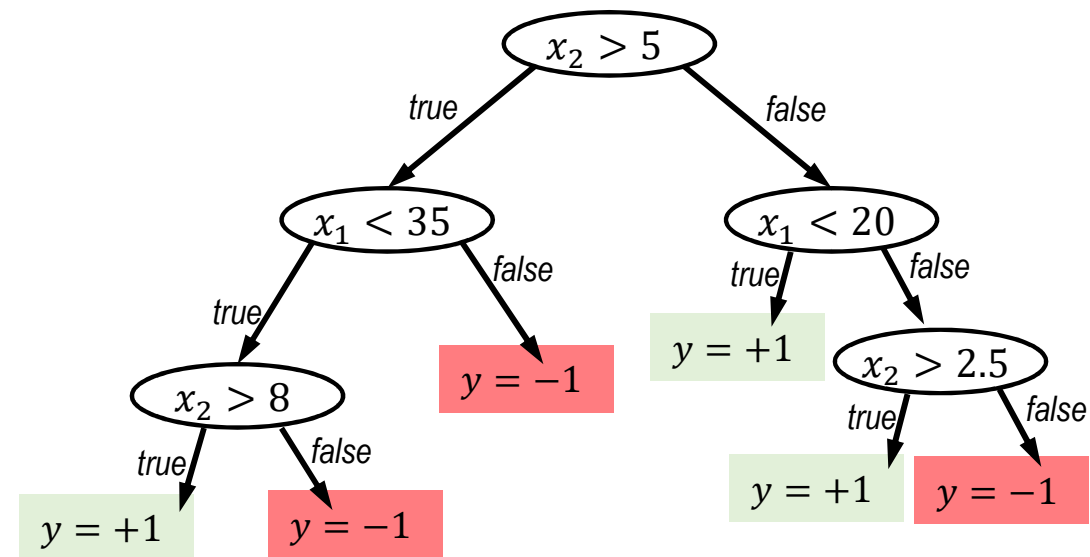 x₂ > 5
true
false
x₁ < 35
x₁ < 20
true
false
true
false
y = +1
x₂ > 2.5
y = −1
x₂ > 8
true
false
true
false
y = +1
y = −1
y = +1
y = −1